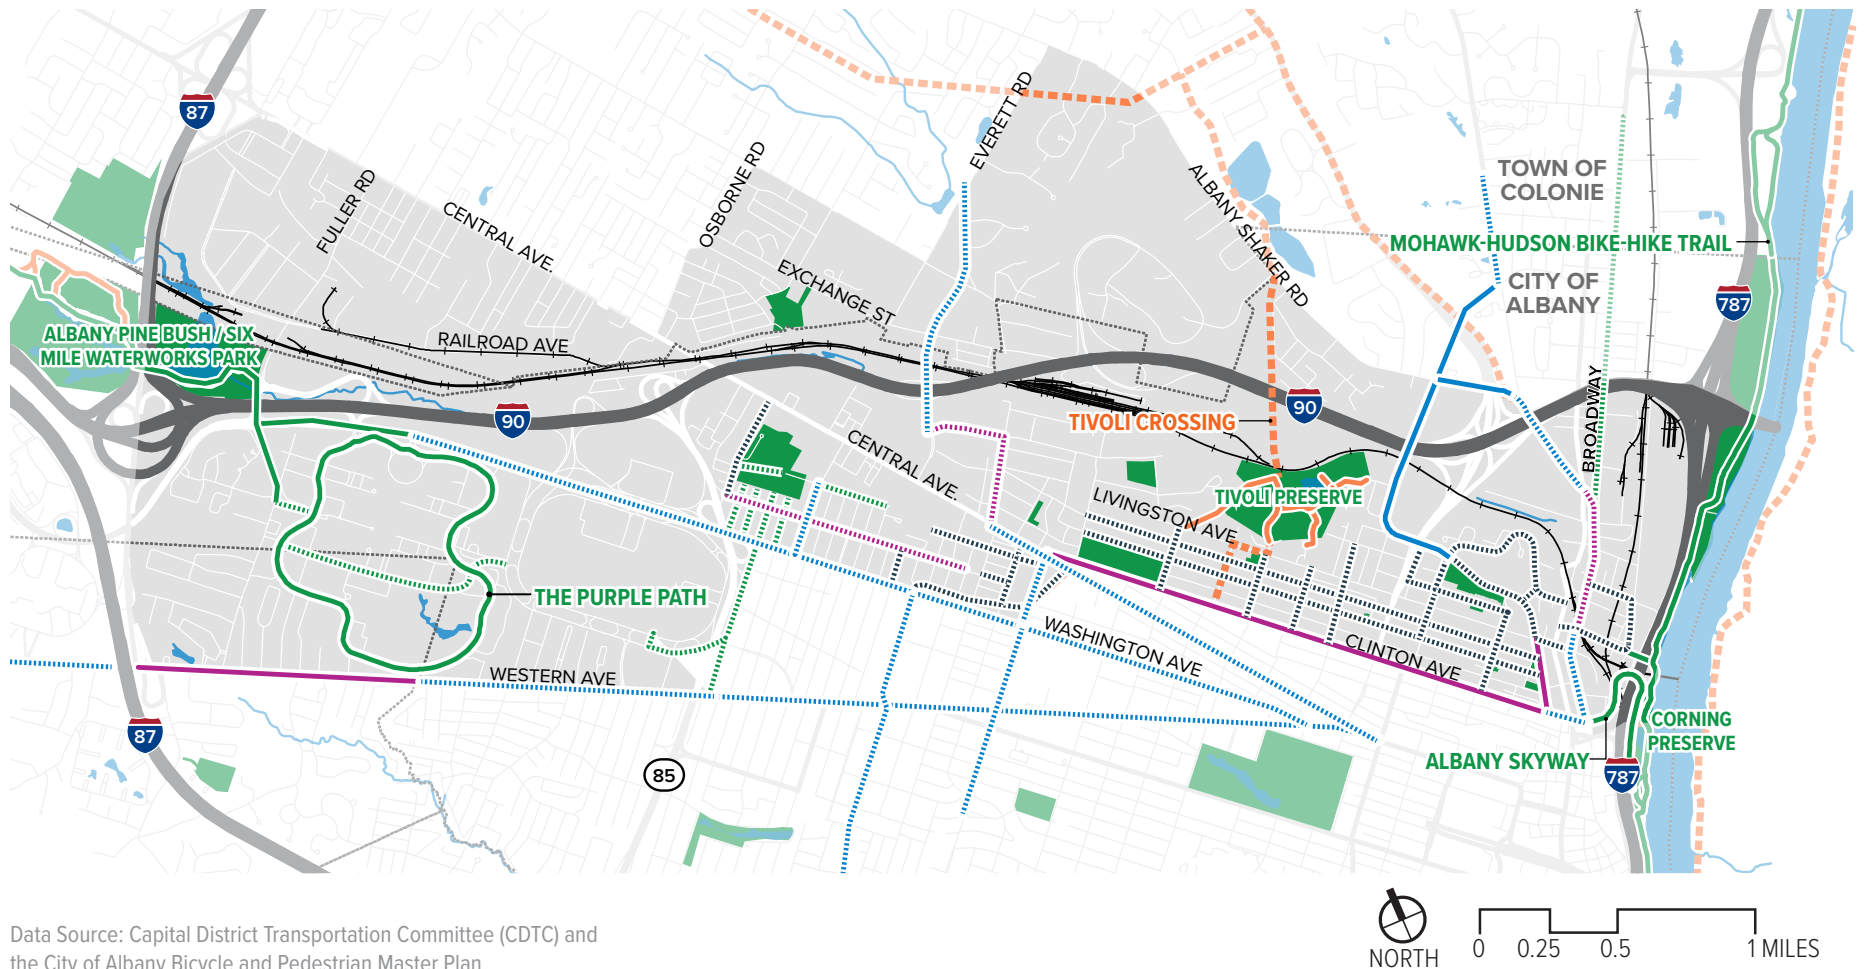 87
FULLER RD
CENTRAL AVE.
OSBORNE RD
EVERETT RD
EXCHANGE ST
ALBANY SHAKER RD
TOWN OF
COLONIE
MOHAWK-HUDSON BIKE-HIKE TRAIL
CITY OF
ALBANY
787
ALBANY PINE BUSH / SIX
MILE WATERWORKS PARK
RAILROAD AVE
90
TIVOLI CROSSING
90
BROADWAY
CENTRAL AVE.
LIVINGSTON AVE
TIVOLI PRESERVE
THE PURPLE PATH
WESTERN AVE
WASHINGTON AVE
CLINTON AVE
87
85
CORNING
PRESERVE
ALBANY SKYWAY
787
NORTH
0 0.25 0.5 1 MILES
Data Source: Capital District Transportation Committee (CDTC) and
the City of Albany Bicycle and Pedestrian Master Plan